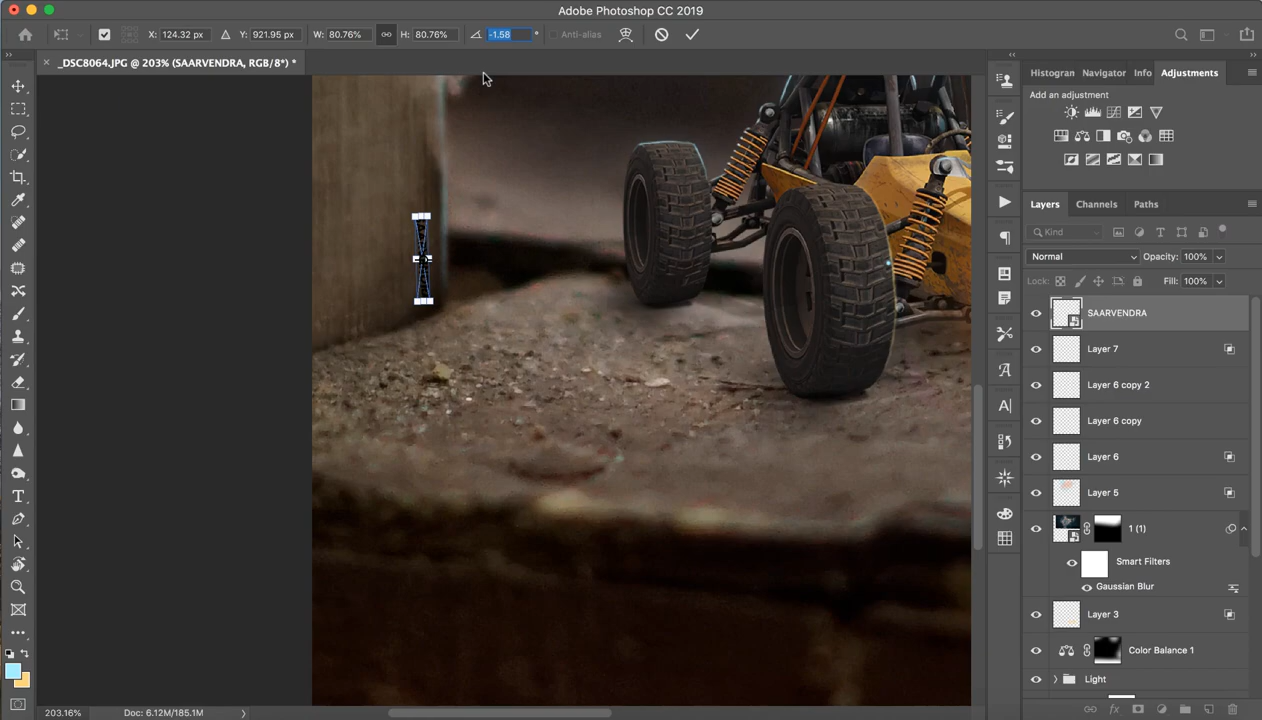 Adobe Photoshop CC 2019
X: 124.32 px Y: 921.95 px W: 80.76% H: 80.76% -1.58 ° Anti-alias
_DSC8064.JPG @ 203% (SAARVENDRA, RGB/8*) *
Histogran Navigator Info Adjustments
Add an adjustment
Layers Channels Paths
Kind
Normal Opacity: 100%
Lock: Fill: 100%
SAARVENDRA
Layer 7
Layer 6 copy 2
Layer 6 copy
Layer 6
Layer 5
1 (1)
Smart Filters
Gaussian Blur
Layer 3
Color Balance 1
Light
203.16% Doc: 6.12M/185.1M